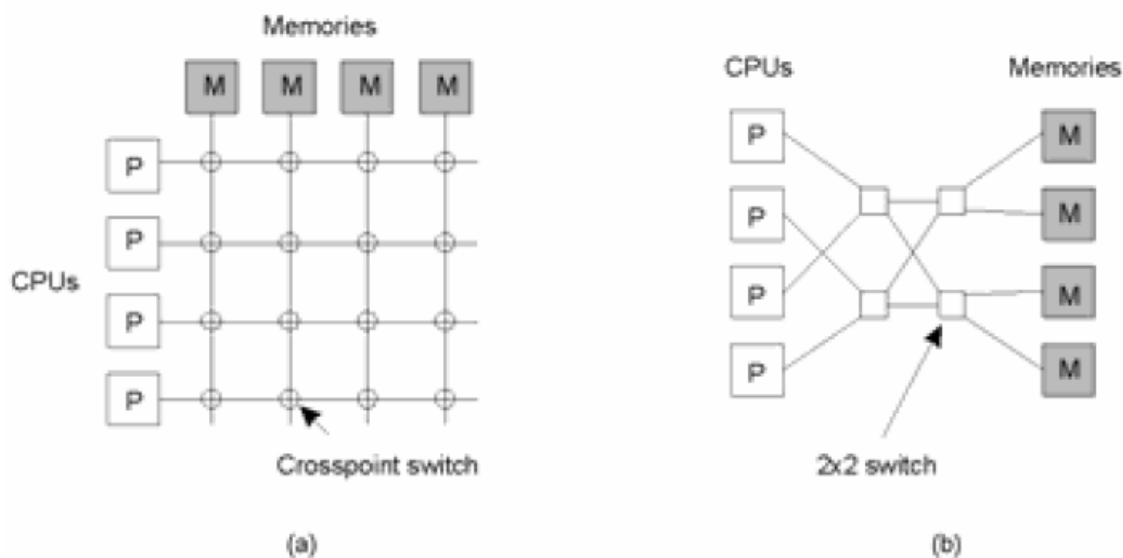 Memories
M M M M
P
P
CPUs
P
P
Crosspoint switch
(a)
CPUs Memories
P M
P M
P M
P M
2x2 switch
(b)